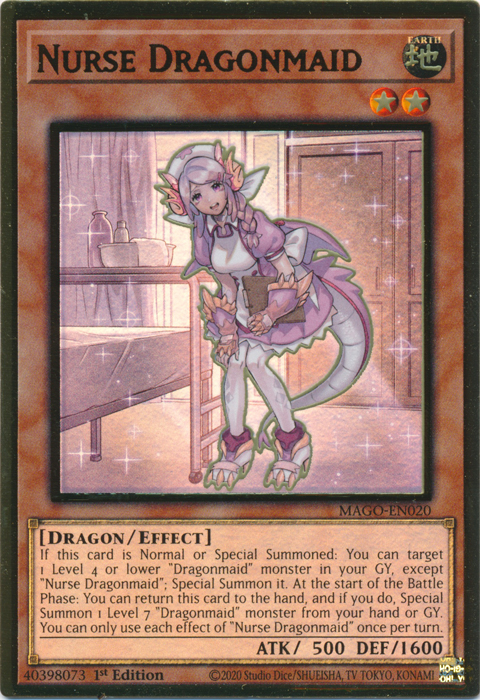 NURSE DRAGONMAID
EARTH
地
MAGO-EN020
[DRAGON/EFFECT]
If this card is Normal or Special Summoned: You can target
1 Level 4 or lower "Dragonmaid" monster in your GY, except
"Nurse Dragonmaid"; Special Summon it. At the start of the Battle
Phase: You can return this card to the hand, and if you do, Special
Summon 1 Level 7 "Dragonmaid" monster from your hand or GY.
You can only use each effect of "Nurse Dragonmaid" once per turn.
ATK/ 500 DEF/1600
40398073 1st Edition ©2020 Studio Dice/SHUEISHA, TV TOKYO, KONAMI